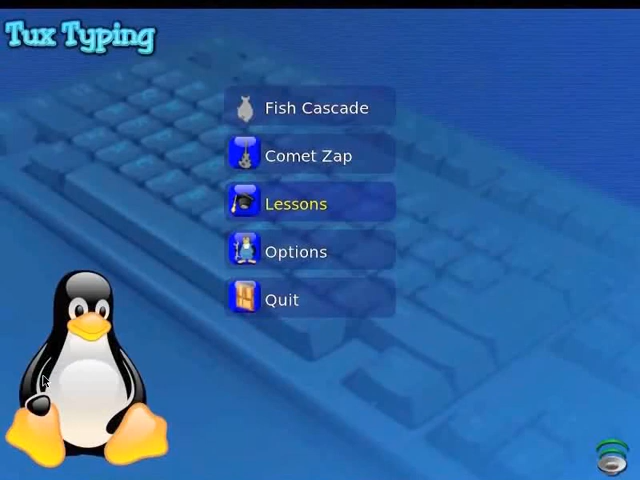 Tux Typing
Fish Cascade
Comet Zap
Lessons
Options
Quit